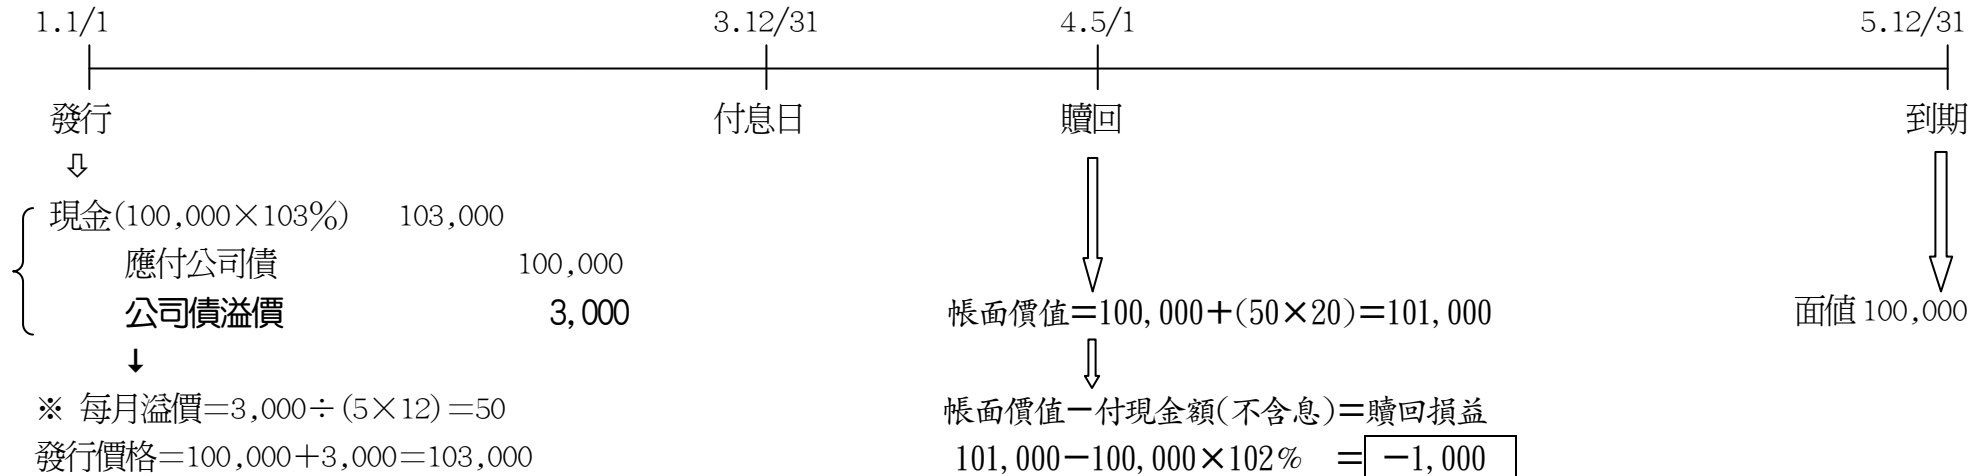 1.1/1 3.12/31 4.5/1 5.12/31
發行 付息日 贖回 到期
⇩
現金(100,000×103%) 103,000
應付公司債 100,000
公司債溢價 3,000 帳面價值=100,000+(50×20)=101,000 面值100,000
↓
※ 每月溢價=3,000÷(5×12)=50 帳面價值-付現金額(不含息)=贖回損益
發行價格=100,000+3,000=103,000 101,000-100,000×102% = -1,000